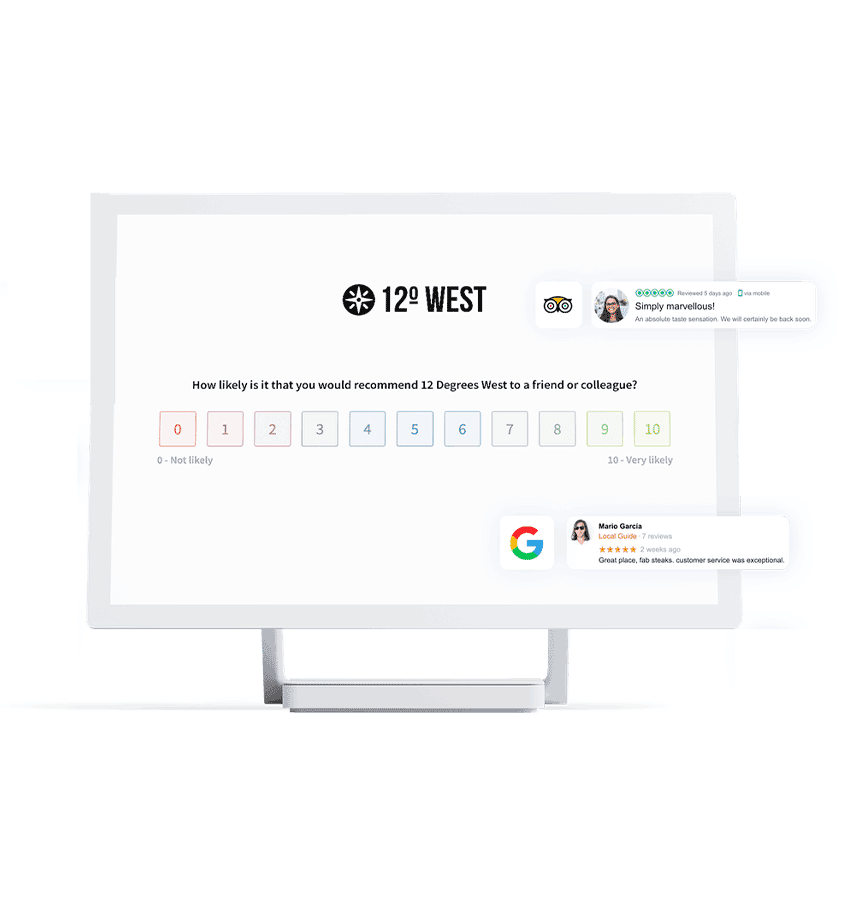 12º WEST
Reviewed 5 days ago via mobile
Simply marvellous!
An absolute taste sensation. We will certainly be back soon.
How likely is it that you would recommend 12 Degrees West to a friend or colleague?
0 1 2 3 4 5 6 7 8 9 10
0 - Not likely 10 - Very likely
G
Mario Garcia
Local Guide · 7 reviews
2 weeks ago
Great place, fab steaks. customer service was exceptional.